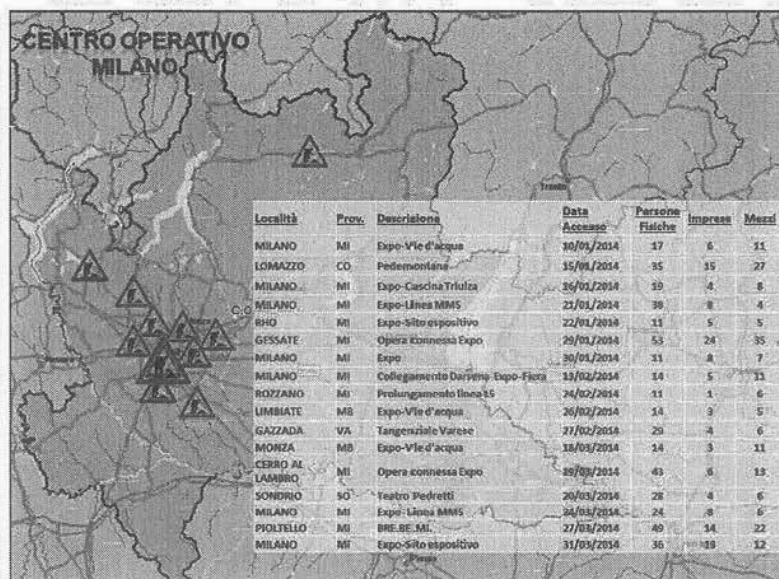 CENTRO OPERATIVO
MILANO
Trento
Località Prov. Descrizione Data Accesso Persone Fisiche Imprese Mezzi
MILANO MI Expo-Vie d'acqua 10/01/2014 17 6 11
LOMAZZO CO Pedemontana 15/01/2014 35 15 27
MILANO MI Expo-Cascina Triulza 16/01/2014 19 4 8
MILANO MI Expo-Linea MM5 21/01/2014 38 8 4
RHO MI Expo-Sito espositivo 22/01/2014 11 5 5
GESSATE MI Opera connessa Expo 29/01/2014 53 24 35
MILANO MI Expo 30/01/2014 11 8 7
MILANO MI Collegamento Darsena Expo-Fiera 13/02/2014 14 5 11
ROZZANO MI Prolungamento linea 15 24/02/2014 11 1 6
LIMBIATE MB Expo-Vie d'acqua 26/02/2014 14 3 5
GAZZADA VA Tangenziale Varese 27/02/2014 29 4 6
MONZA MB Expo-Vie d'acqua 18/03/2014 14 3 11
CERRO AL LAMBRO MI Opera connessa Expo 19/03/2014 43 6 13
SONDRIO SO Teatro Pedretti 20/03/2014 28 4 6
MILANO MI Expo-Linea MM5 24/03/2014 24 8 6
PIOLTELLO MI BRE.BE.MI. 27/03/2014 49 14 22
MILANO MI Expo-Sito espositivo 31/03/2014 36 19 12